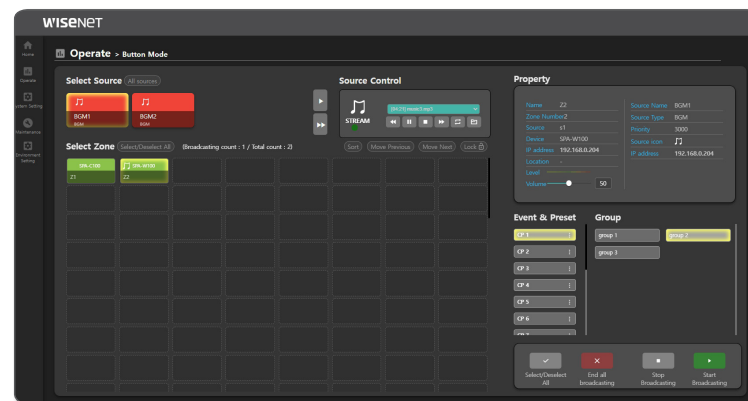 WISENET
Home
Operate
System Setting
Maintenance
Environment
Setting
Operate > Button Mode
Select Source All sources
BGM1
BGM
BGM2
BGM
Source Control
STREAM
Select Zone Select/Deselect All (Broadcasting count : 1 / Total count : 2)
Sort Move Previous Move Next Lock
SPA-C100
Z1
SPA-W100
Z2
Property
Name Z2
Zone Number 2
Source s1
Device SPA-W100
IP address 192.168.0.204
Location -
Level
Volume 50
Source Name BGM1
Source Type BGM
Priority 3000
Source icon
IP address 192.168.0.204
Event & Preset
CP 1
CP 2
CP 3
CP 4
CP 5
CP 6
Group
group 1
group 2
group 3
Select/Deselect
All
End all
broadcasting
Stop
Broadcasting
Start
Broadcasting